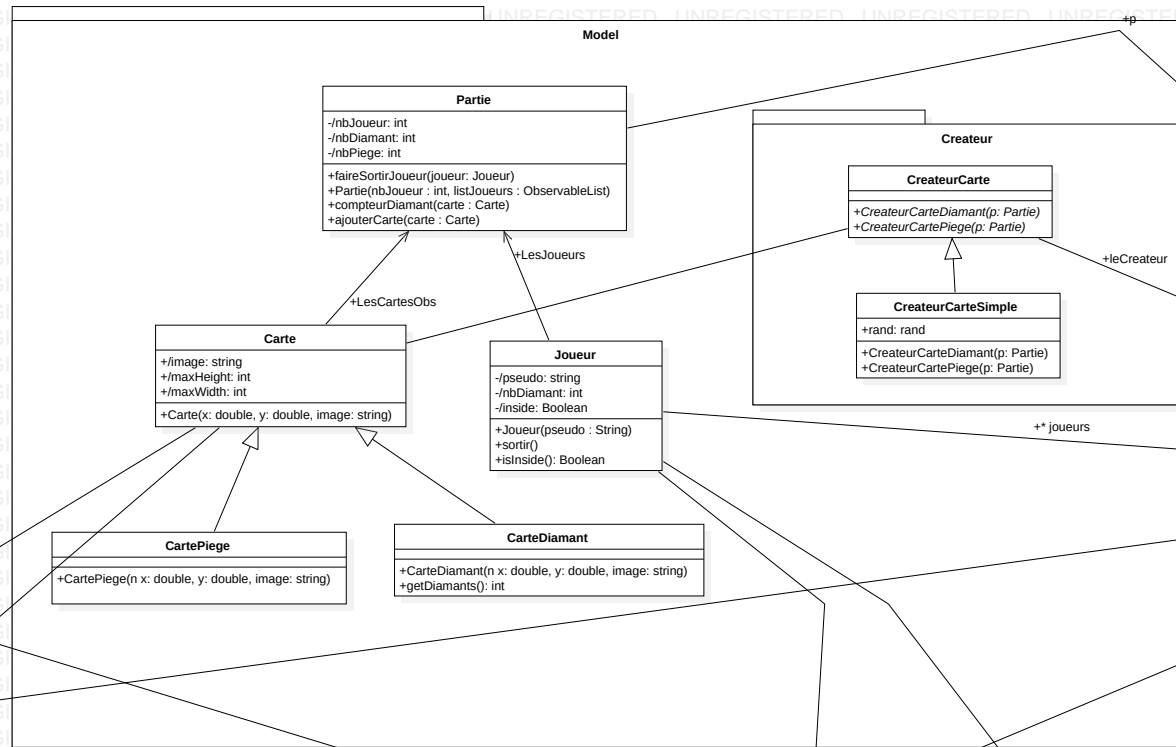 UNREGISTERED UNREGISTERED UNREGISTERED
+p
Model
Partie
-/nbJoueur: int
-/nbDiamant: int
-/nbPiege: int
+faireSortirJoueur(joueur: Joueur)
+Partie(nbJoueur : int, listJoueurs : ObservableList)
+compteurDiamant(carte : Carte)
+ajouterCarte(carte : Carte)
Createur
CreateurCarte
+CreateurCarteDiamant(p: Partie)
+CreateurCartePiege(p: Partie)
+LesJoueurs
+leCreateur
+LesCartesObs
CreateurCarteSimple
+rand: rand
+CreateurCarteDiamant(p: Partie)
+CreateurCartePiege(p: Partie)
Carte
+/image: string
+/maxHeight: int
+/maxWidth: int
+Carte(x: double, y: double, image: string)
Joueur
-/pseudo: string
-/nbDiamant: int
-/inside: Boolean
+Joueur(pseudo : String)
+sortir()
+isInside(): Boolean
+* joueurs
CartePiege
+CartePiege(n x: double, y: double, image: string)
CarteDiamant
+CarteDiamant(n x: double, y: double, image: string)
+getDiamants(): int